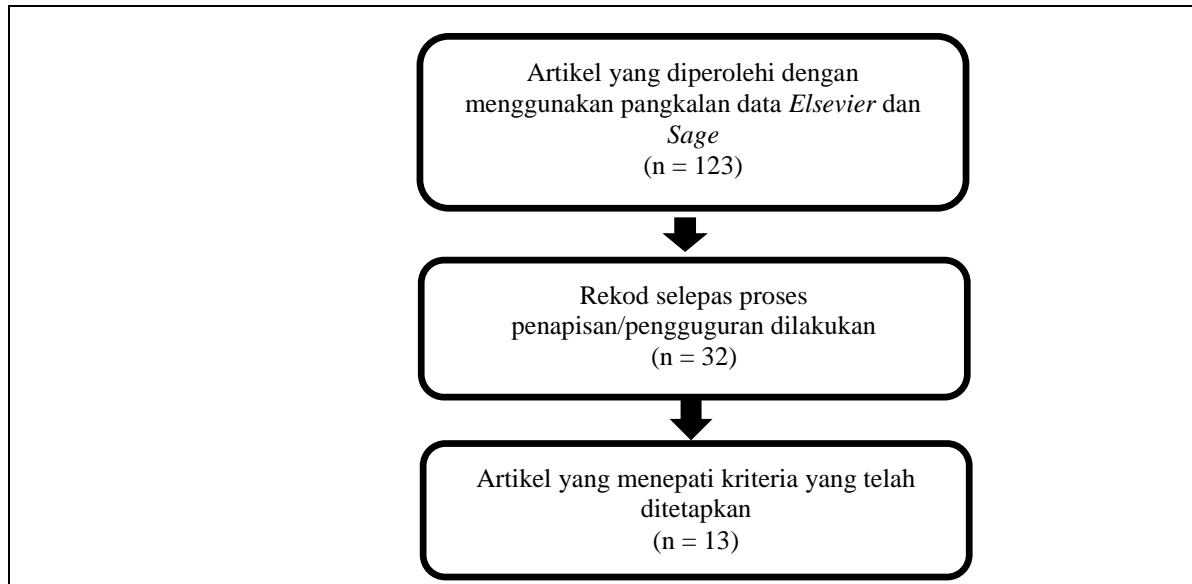 Artikel yang diperolehi dengan
menggunakan pangkalan data Elsevier dan
Sage
(n = 123)
Rekod selepas proses
penapisan/pengguguran dilakukan
(n = 32)
Artikel yang menepati kriteria yang telah
ditetapkan
(n = 13)